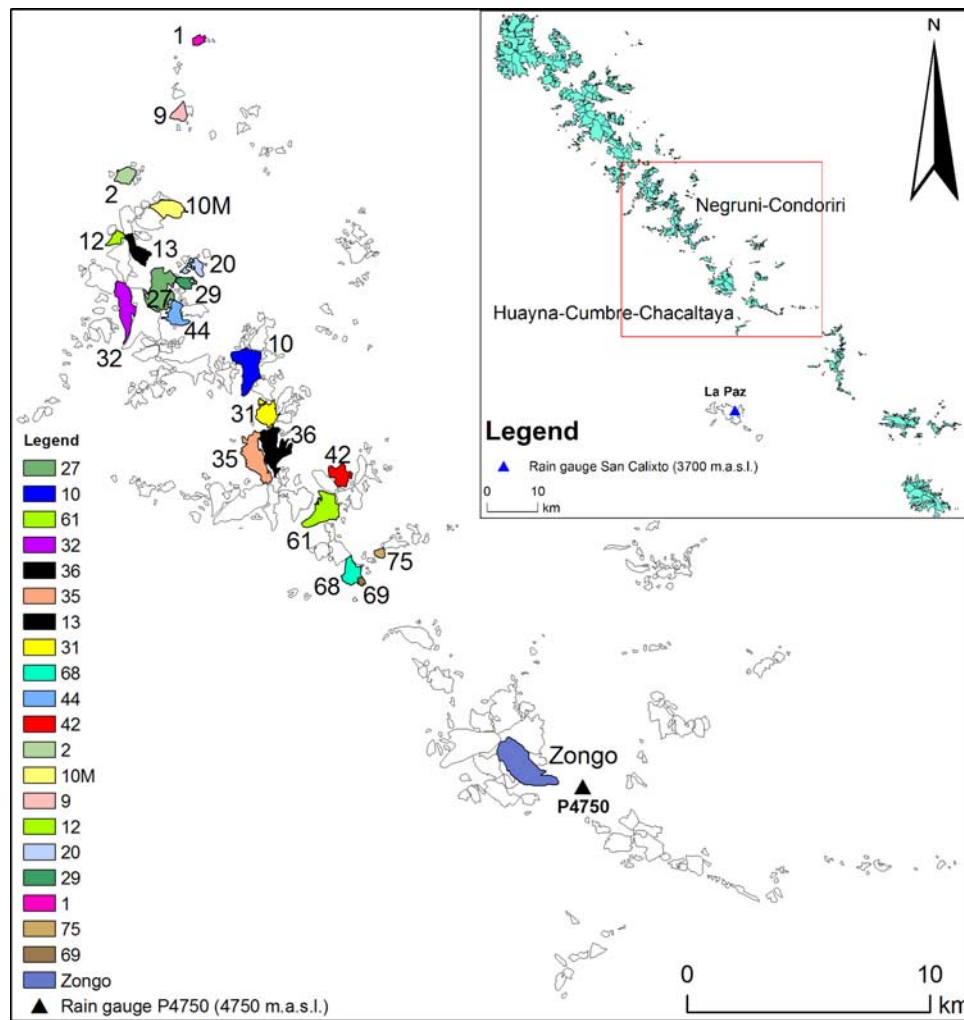 1
9
2
10M
12
13
20
27
29
44
32
10
31
36
35
42
61
75
68
69
Zongo
P4750
Legend
27
10
61
32
36
35
13
31
68
44
42
2
10M
9
12
20
29
1
75
69
Zongo
Rain gauge P4750 (4750 m.a.s.l.)
0 10
km
N
Negruni-Condoriri
Huayna-Cumbre-Chacaltaya
La Paz
Legend
Rain gauge San Calixto (3700 m.a.s.l.)
0 10
km